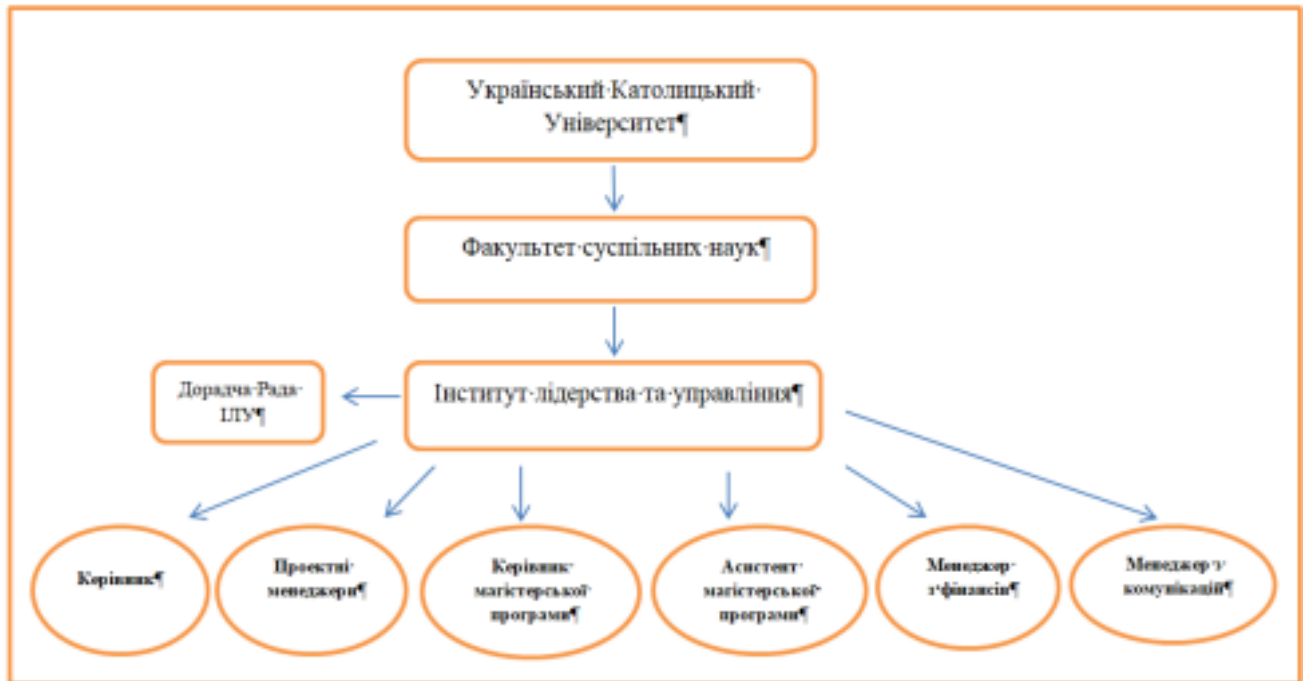 Український·Католицький·
Університет¶
Факультет·суспільних·наук¶
Дорадча·Рада·
ІЛУ¶
Інститут·лідерства·та·управління¶
Керівник¶
Проектні·
менеджери¶
Керівник·
магістерської·
програми¶
Асистент·
магістерської·
програми¶
Менеджер·
з·фінансів¶
Менеджер·з·
комунікацій¶